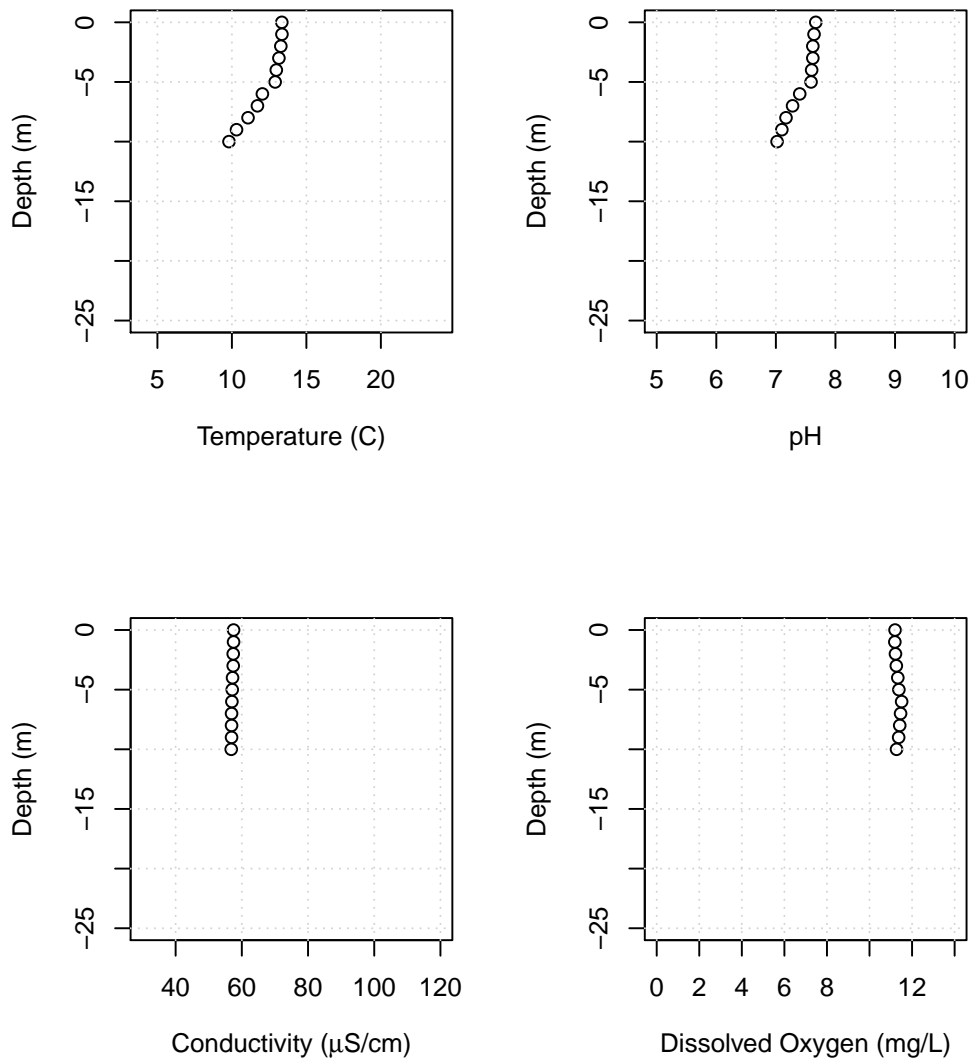 0
−5
−15
−25
Depth (m)
5 10 15 20
Temperature (C)
0
−5
−15
−25
Depth (m)
5 6 7 8 9 10
pH
0
−5
−15
−25
Depth (m)
40 60 80 100 120
Conductivity (μS/cm)
0
−5
−15
−25
Depth (m)
0 2 4 6 8 12
Dissolved Oxygen (mg/L)